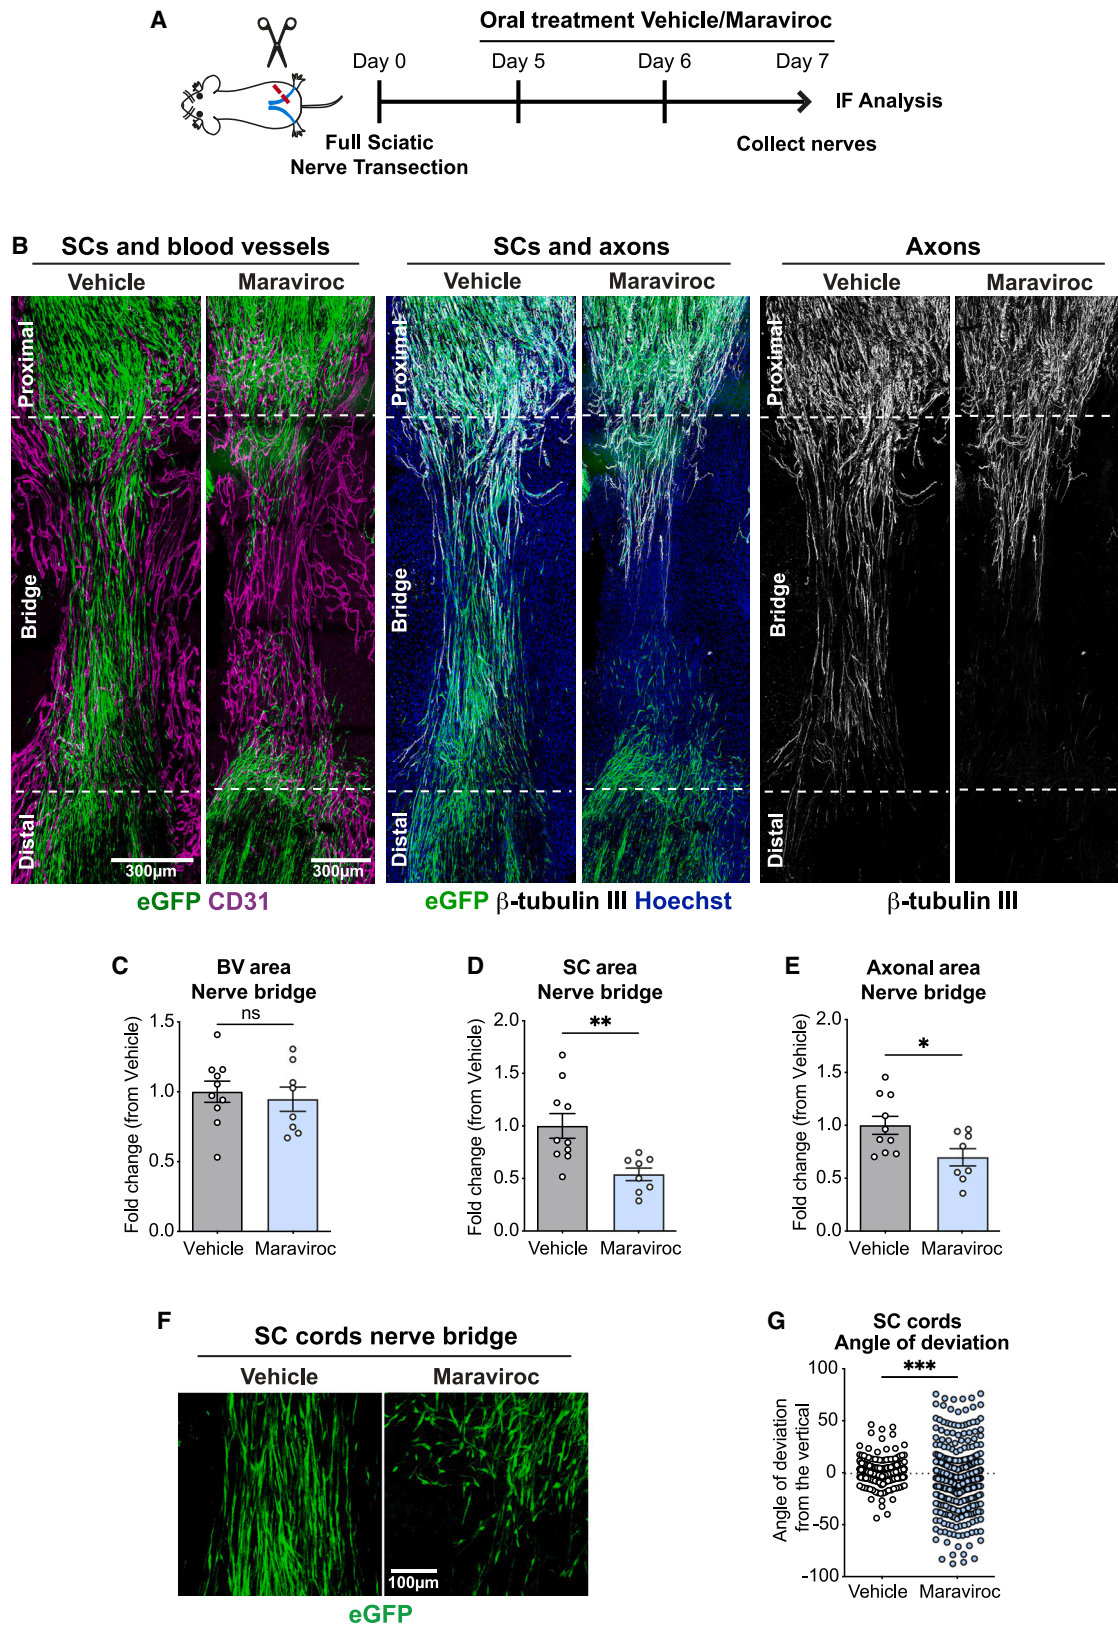 A
Oral treatment Vehicle/Maraviroc
Day 0
Day 5
Day 6
Day 7
IF Analysis
Full Sciatic
Nerve Transection
Collect nerves
B
SCs and blood vessels
SCs and axons
Axons
Vehicle
Maraviroc
Vehicle
Maraviroc
Vehicle
Maraviroc
Proximal
Bridge
Distal
300µm
300µm
Proximal
Bridge
Distal
Proximal
Bridge
Distal
eGFP CD31
eGFP β-tubulin III Hoechst
β-tubulin III
C
BV area
Nerve bridge
Fold change (from Vehicle)
1.5
1.0
0.5
0.0
ns
Vehicle
Maraviroc
D
SC area
Nerve bridge
Fold change (from Vehicle)
2.0
1.5
1.0
0.5
0.0
**
Vehicle
Maraviroc
E
Axonal area
Nerve bridge
Fold change (from Vehicle)
2.0
1.5
1.0
0.5
0.0
*
Vehicle
Maraviroc
F
SC cords nerve bridge
Vehicle
Maraviroc
100µm
eGFP
G
SC cords
Angle of deviation
Angle of deviation
from the vertical
100
50
0
-50
-100
***
Vehicle
Maraviroc